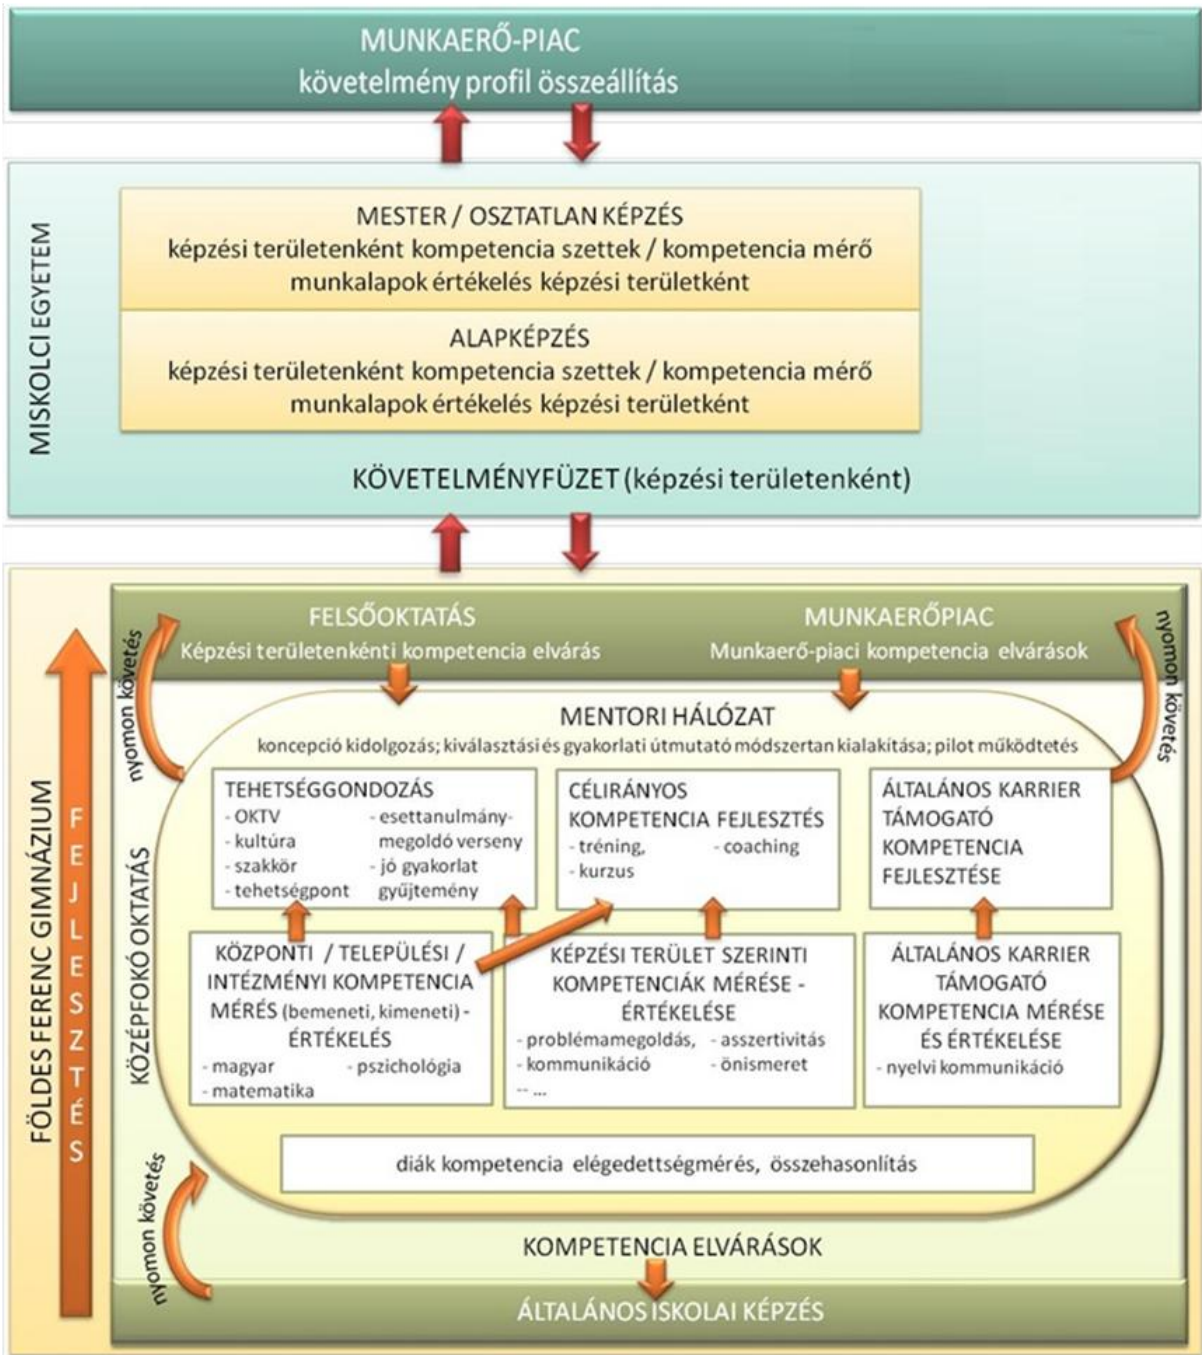 MUNKAERŐ-PIAC
követelmény profil összeállítás
MISKOLCI EGYETEM
MESTER / OSZTATLAN KÉPZÉS
képzési területenként kompetencia szettek / kompetencia mérő
munkalapok értékelés képzési területként
ALAPKÉPZÉS
képzési területenként kompetencia szettek / kompetencia mérő
munkalapok értékelés képzési területként
KÖVETELMÉNYFÜZET (képzési területenként)
FÖLDES FERENC GIMNÁZIUM
FEJLESZTÉS
KÖZÉPFOKÚ OKTATÁS
nyomon követés
FELSŐOKTATÁS
Képzési területenkénti kompetencia elvárás
MUNKAERŐPIAC
Munkaerő-piaci kompetencia elvárások
nyomon követés
MENTORI HÁLÓZAT
koncepció kidolgozás; kiválasztási és gyakorlati útmutató módszertan kialakítása; pilot működtetés
TEHETSÉGGONDOZÁS
- OKTV
- kultúra
- szakkör
- tehetségpont
- esettanulmány-
megoldó verseny
- jó gyakorlat
gyűjtemény
CÉLIRÁNYOS
KOMPETENCIA FEJLESZTÉS
- tréning, - coaching
- kurzus
ÁLTALÁNOS KARRIER
TÁMOGATÓ
KOMPETENCIA
FEJLESZTÉSE
KÖZPONTI / TELEPÜLÉSI /
INTÉZMÉNYI KOMPETENCIA
MÉRÉS (bemeneti, kimeneti) -
ÉRTÉKELÉS
- magyar - pszichológia
- matematika
KÉPZÉSI TERÜLET SZERINTI
KOMPETENCIÁK MÉRÉSE -
ÉRTÉKELÉSE
- problémamegoldás, - asszertivitás
- kommunikáció - önismeret
-- ...
ÁLTALÁNOS KARRIER
TÁMOGATÓ
KOMPETENCIA MÉRÉSE
ÉS ÉRTÉKELÉSE
- nyelvi kommunikáció
diák kompetencia elégedettségmérés, összehasonlítás
nyomon követés
KOMPETENCIA ELVÁRÁSOK
ÁLTALÁNOS ISKOLAI KÉPZÉS